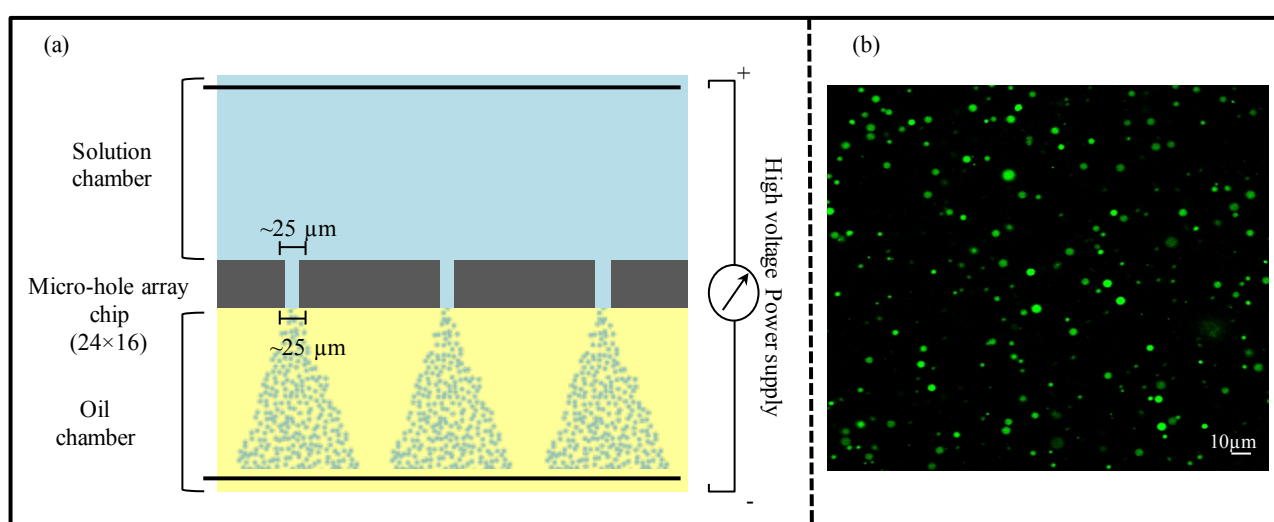 (a)
+
Solution
chamber
~25 µm
Micro-hole array
chip
(24×16)
~25 µm
Oil
chamber
High voltage Power supply
-
(b)
10µm